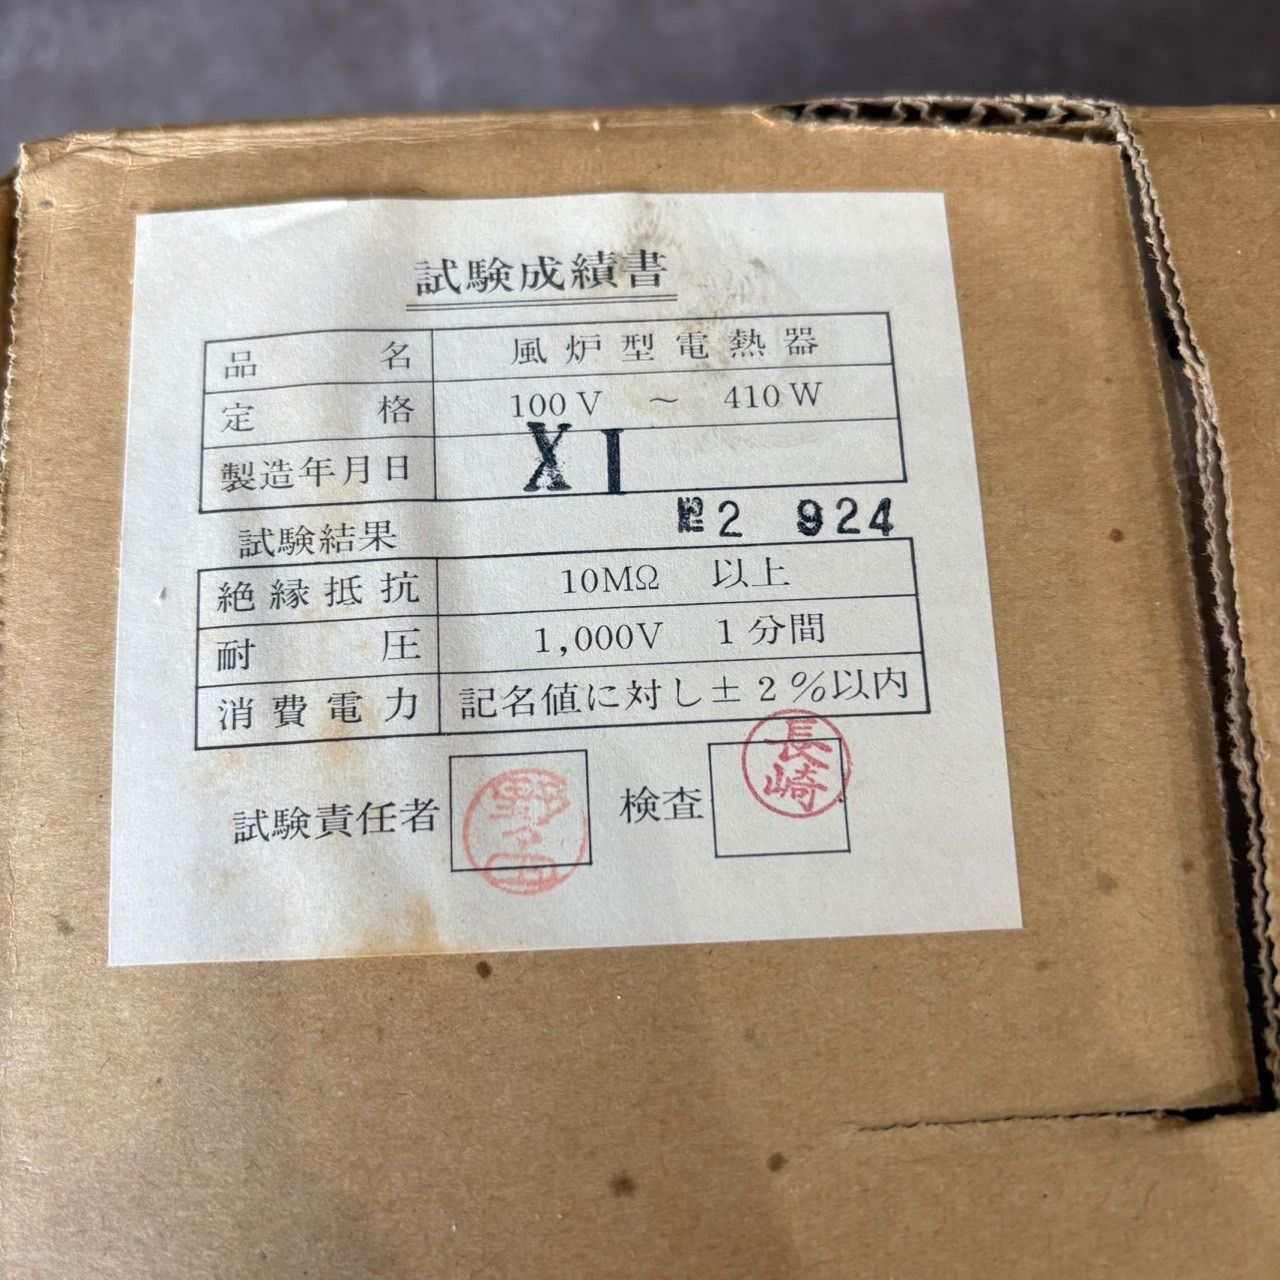 試験成績書
品名 風炉型電熱器
定格 100V ~ 410W
製造年月日 XI
試験結果 №2 924
絶縁抵抗 10MΩ 以上
耐圧 1,000V 1分間
消費電力 記名値に対し±2%以内
試験責任者 検査 長崎